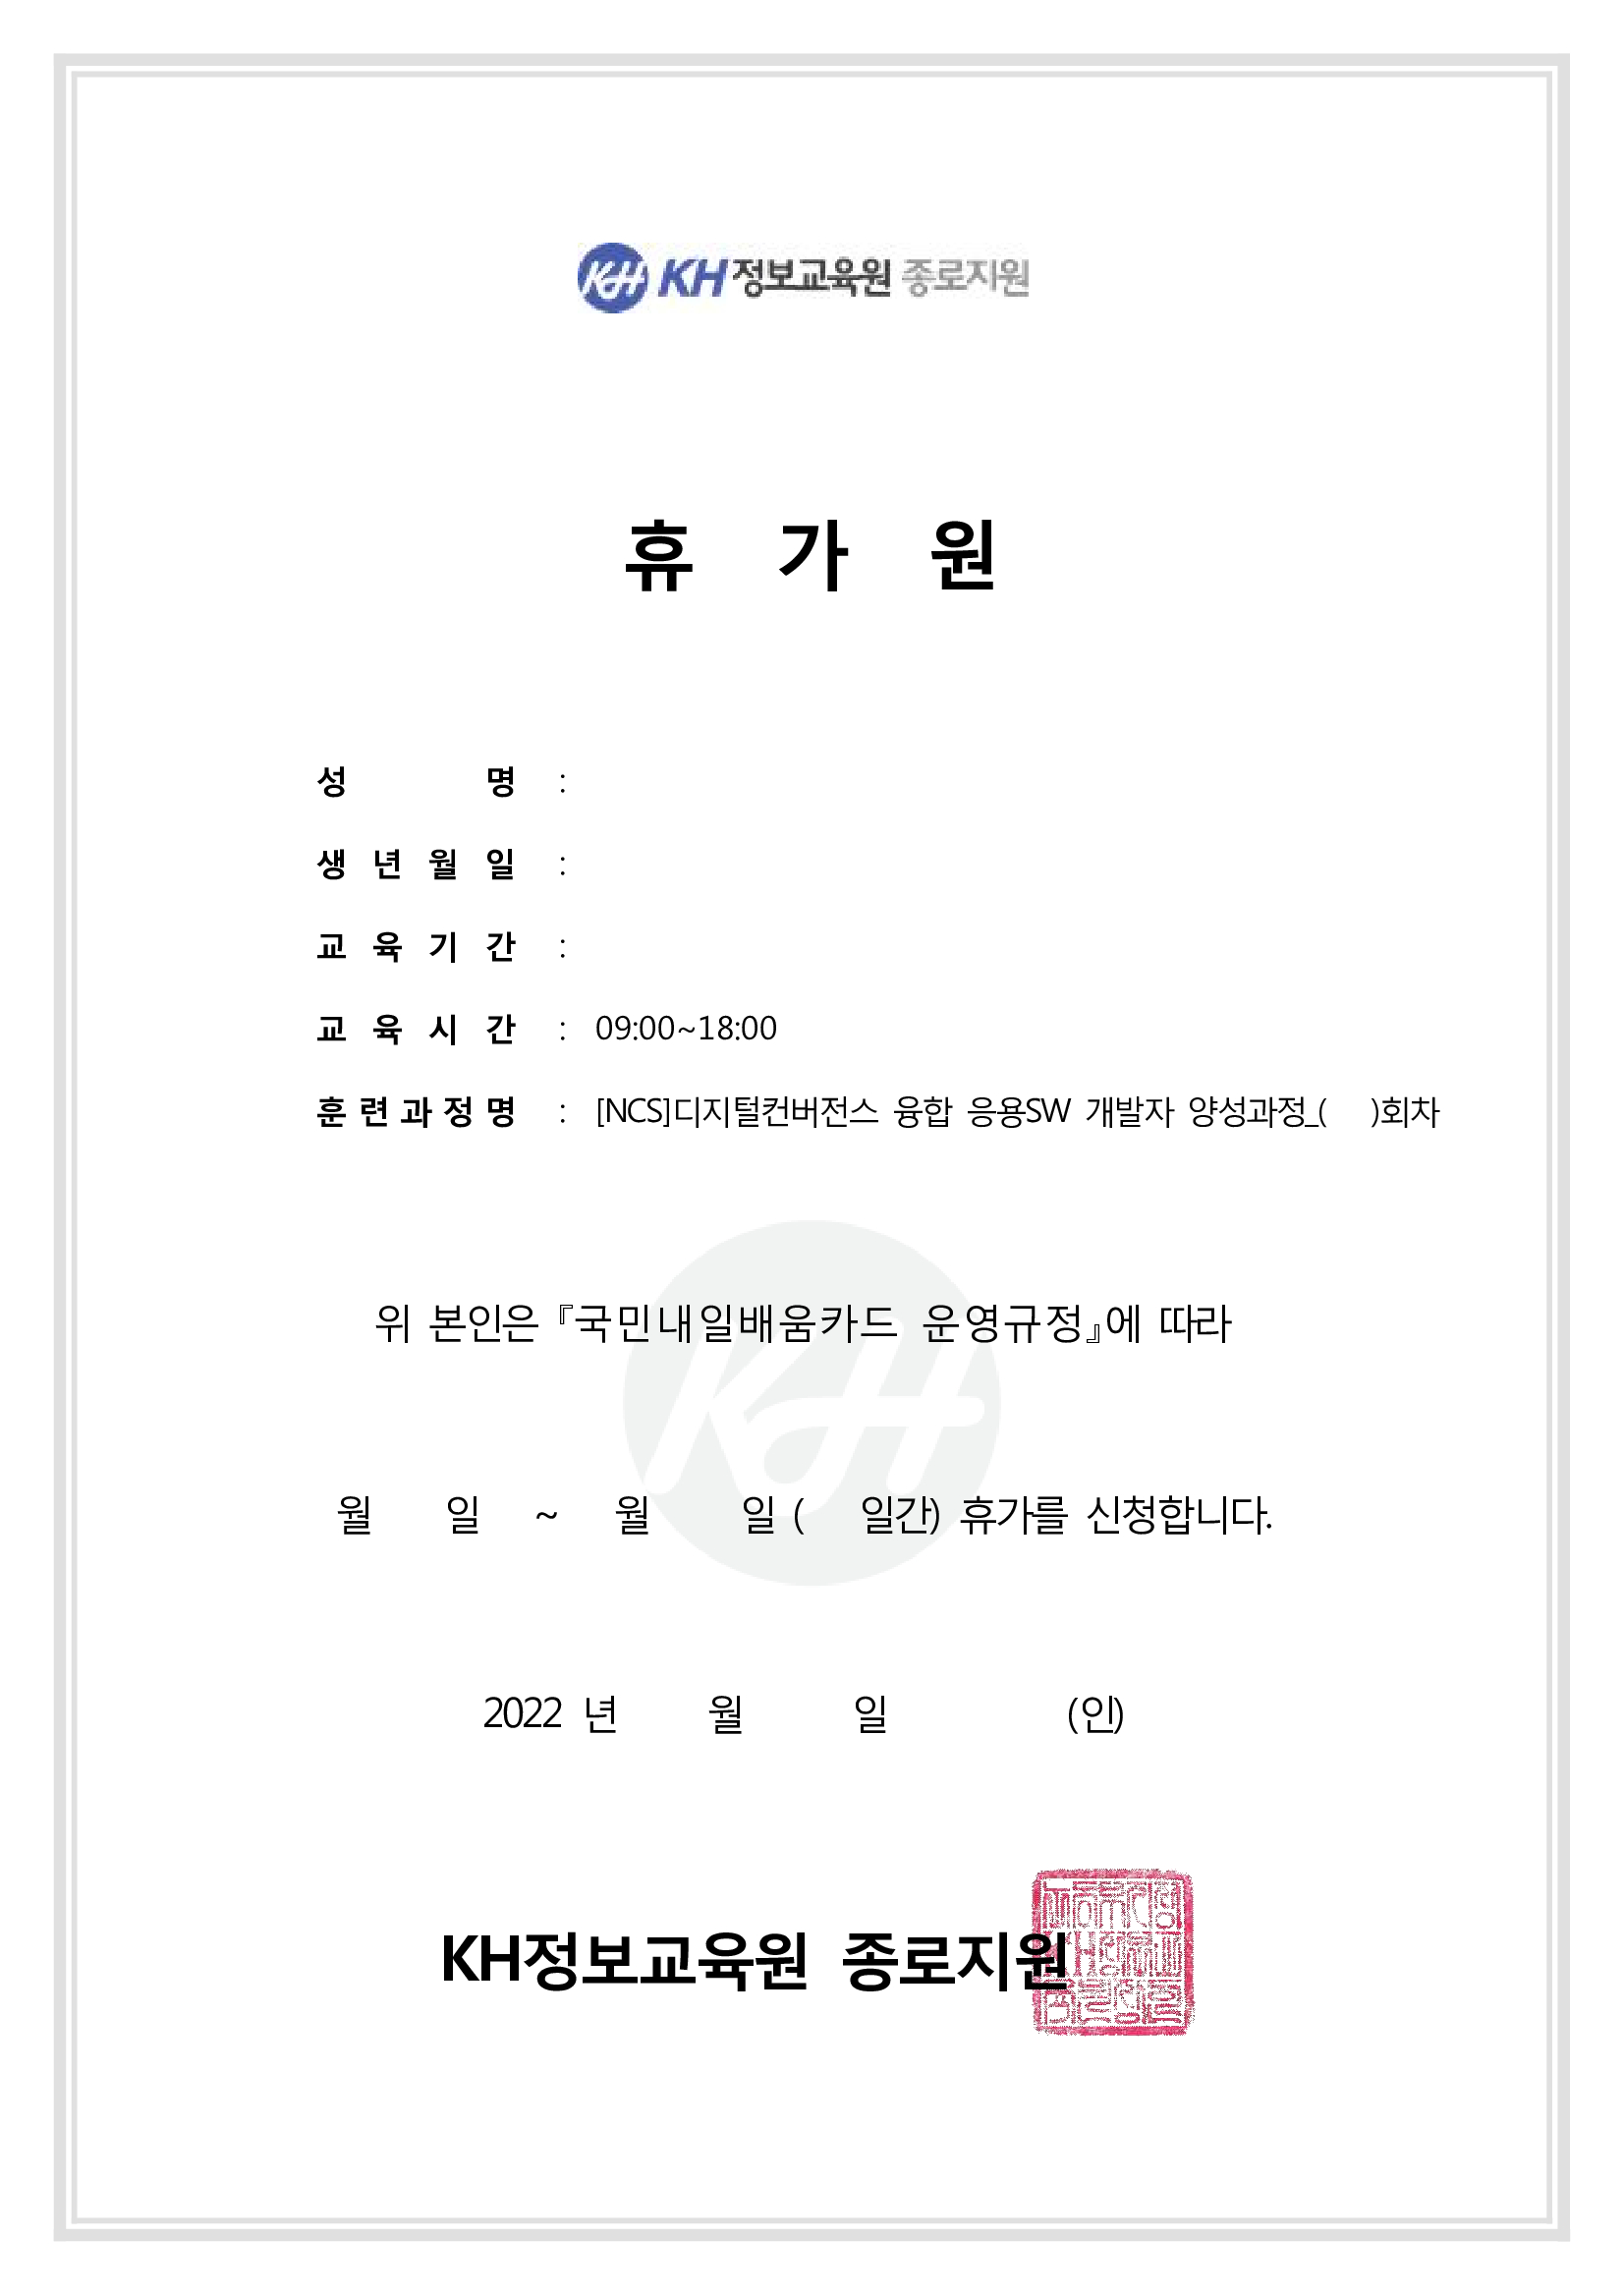 KH KH정보교육원 종로지원
휴 가 원
성 명 :
생 년 월 일 :
교 육 기 간 :
교 육 시 간 : 09:00~18:00
훈 련 과 정 명 : [NCS]디지털컨버전스 융합 응용SW 개발자 양성과정_( )회차
위 본인은 『국민내일배움카드 운영규정』에 따라
KH
월 일 ~ 월 일 ( 일간) 휴가를 신청합니다.
2022 년 월 일 (인)
KH정보교육원 종로지원